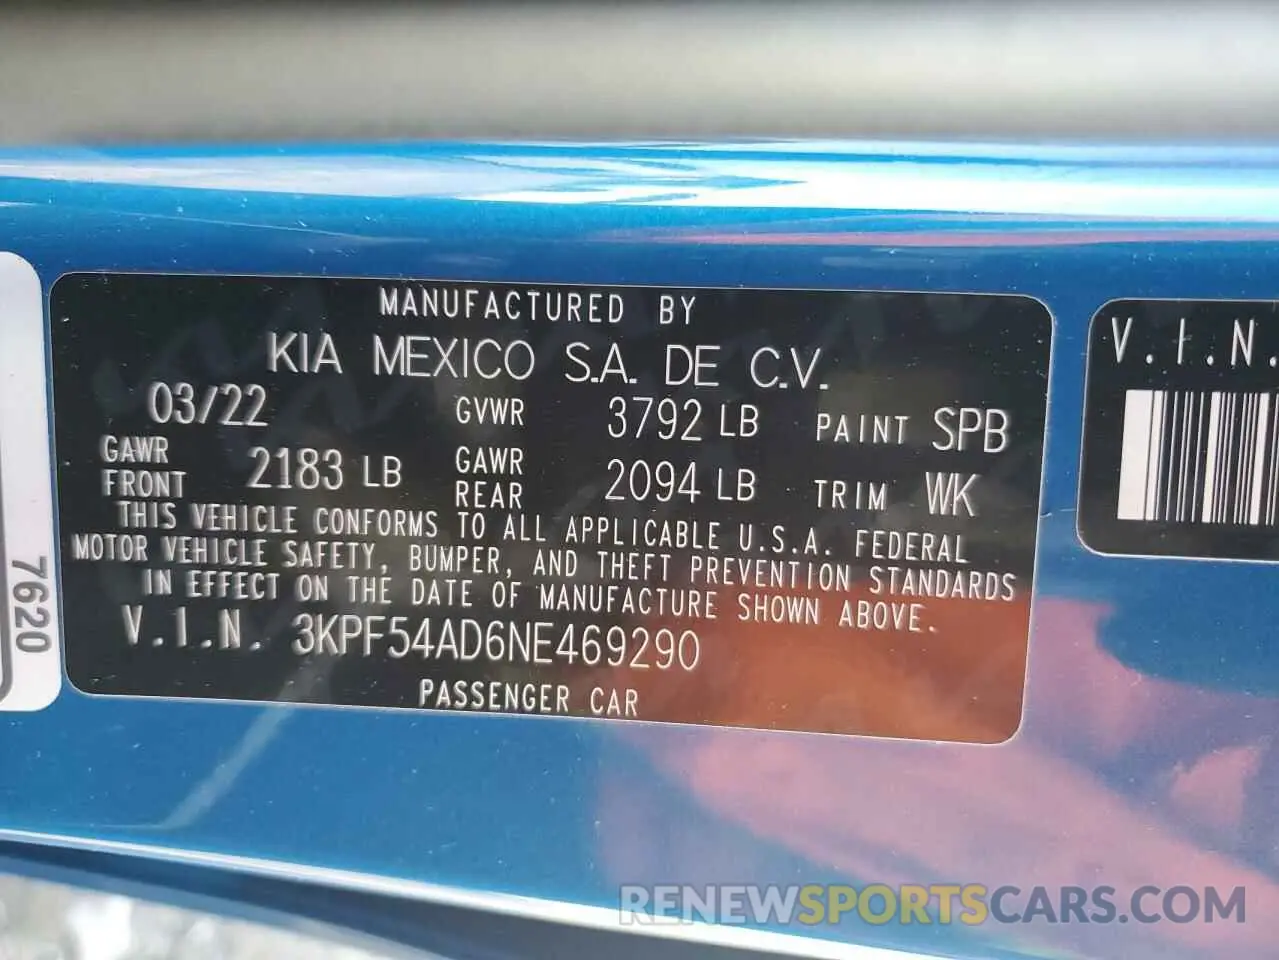 MANUFACTURED BY
KIA MEXICO S.A. DE C.V.
03/22 GVWR 3792 LB PAINT SPB
GAWR FRONT 2183 LB GAWR REAR 2094 LB TRIM WK
THIS VEHICLE CONFORMS TO ALL APPLICABLE U.S.A. FEDERAL
MOTOR VEHICLE SAFETY, BUMPER, AND THEFT PREVENTION STANDARDS
IN EFFECT ON THE DATE OF MANUFACTURE SHOWN ABOVE.
V.I.N. 3KPF54AD6NE469290
PASSENGER CAR
V.I.N.
7620
RENEWSPORTSCARS.COM